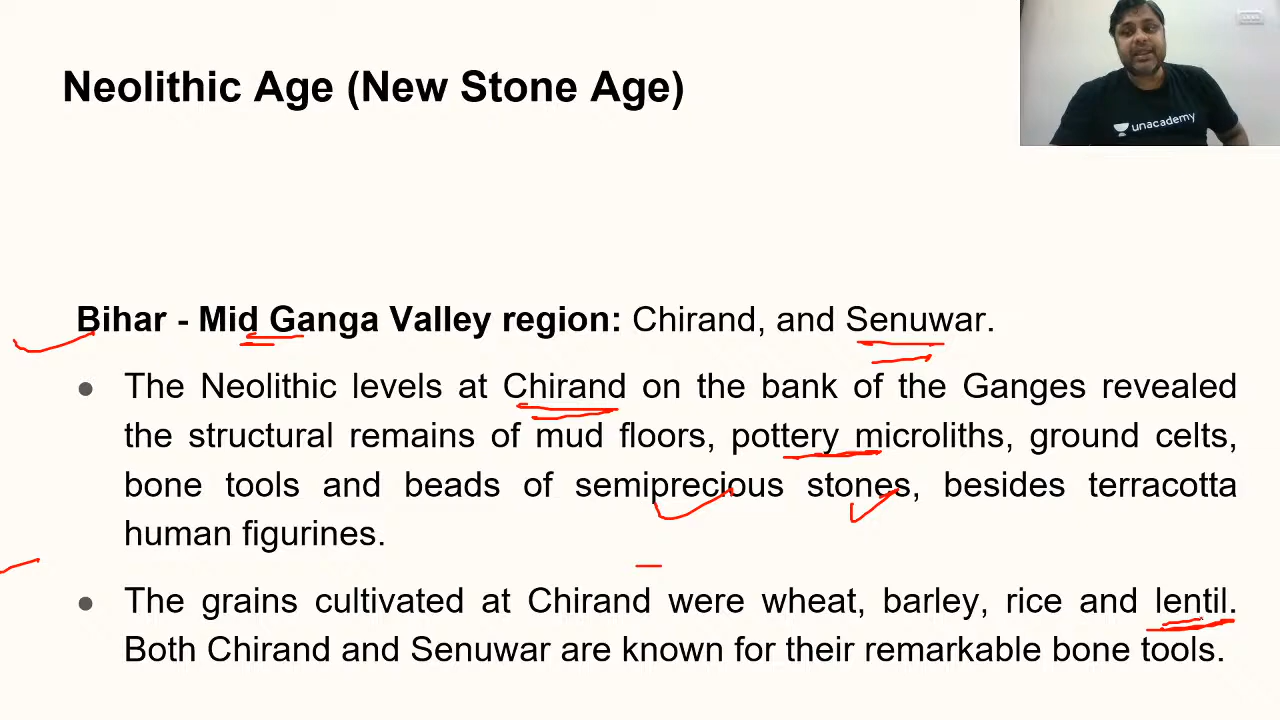 Neolithic Age (New Stone Age)
unacademy
Bihar - Mid Ganga Valley region: Chirand, and Senuwar.
The Neolithic levels at Chirand on the bank of the Ganges revealed
the structural remains of mud floors, pottery microliths, ground celts,
bone tools and beads of semiprecious stones, besides terracotta
human figurines.
The grains cultivated at Chirand were wheat, barley, rice and lentil.
Both Chirand and Senuwar are known for their remarkable bone tools.